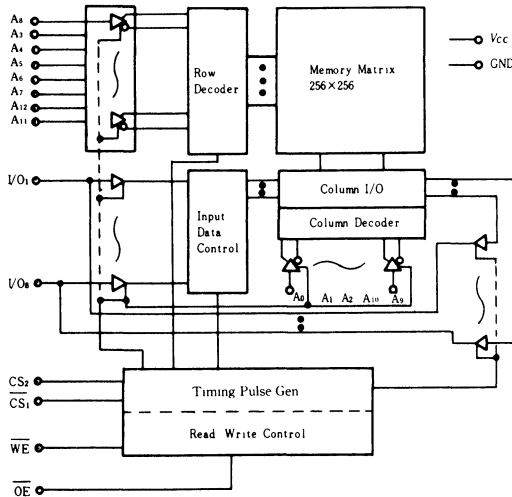 A8
A3
A4
A5
A6
A7
A12
A11
Row
Decoder
Memory Matrix
256×256
Vcc
GND
I/O1
Input
Data
Control
Column I/O
Column Decoder
I/O8
A0 A1 A2 A10 A9
CS2
CS1
WE
OE
Timing Pulse Gen
Read Write Control